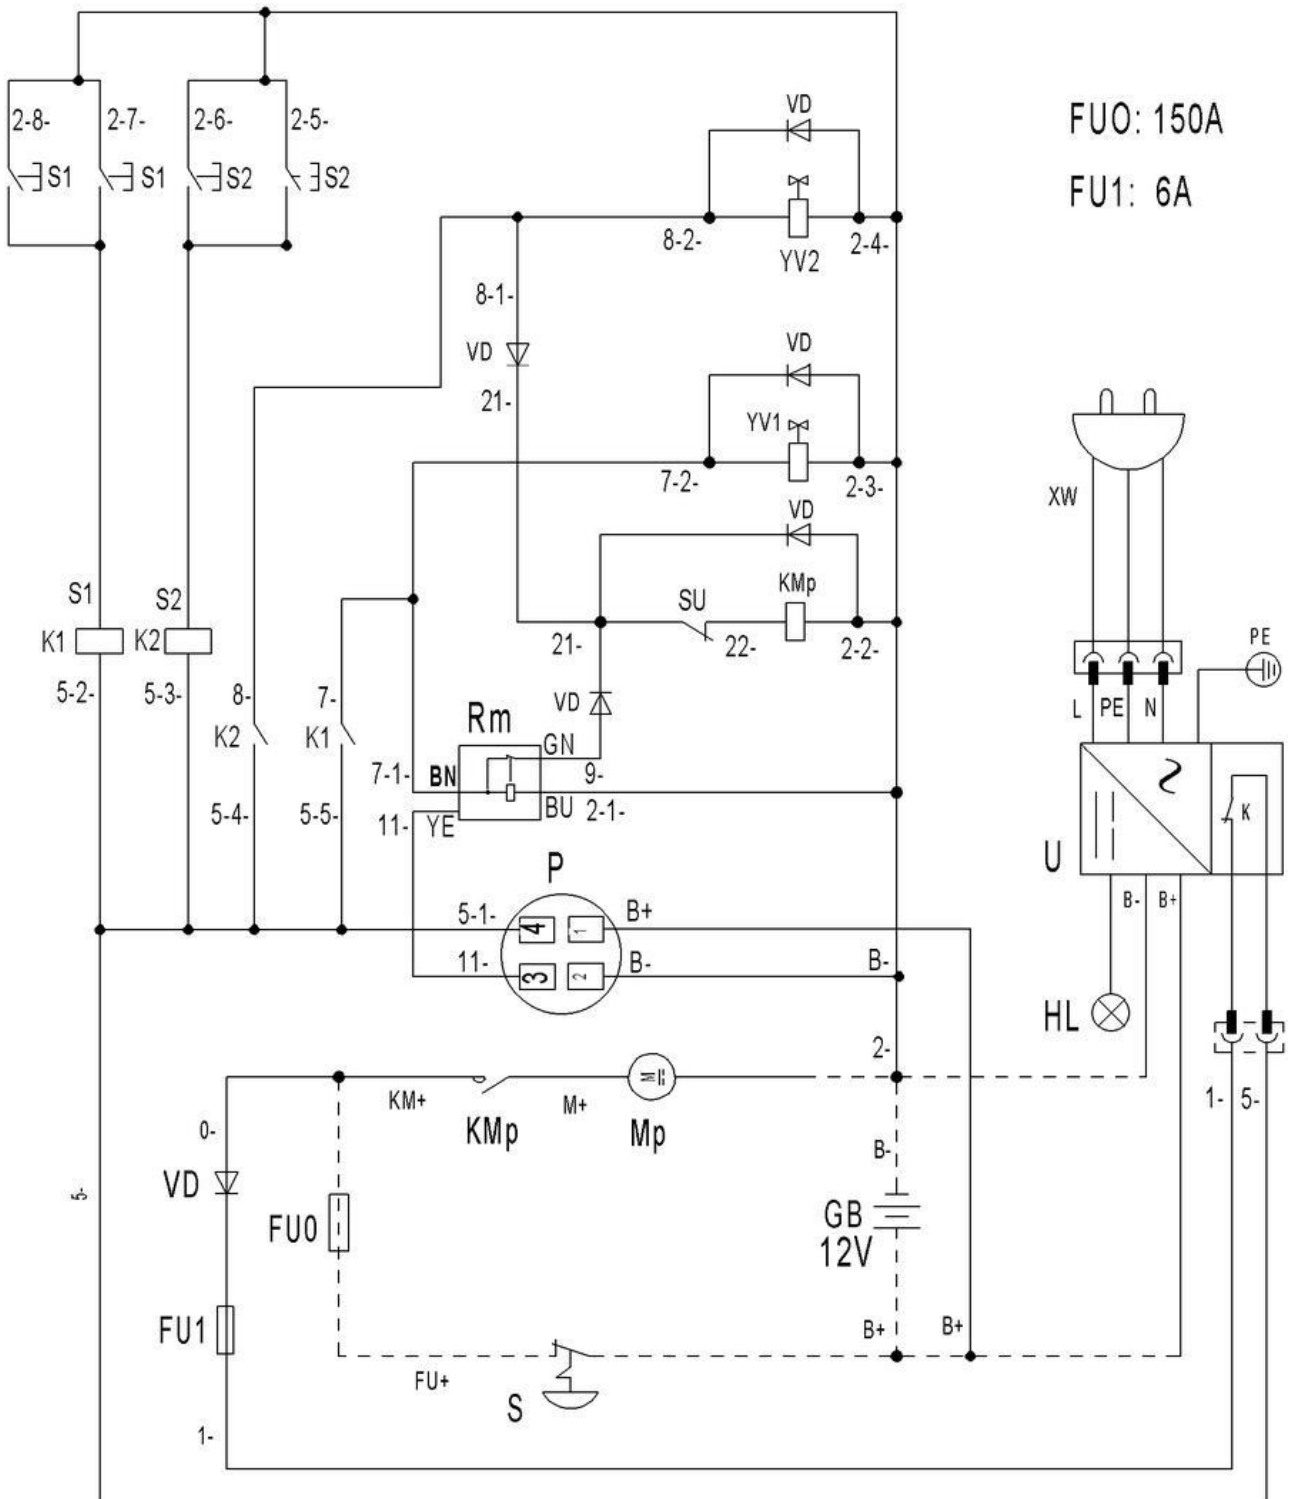 2-8-
2-7-
2-6-
2-5-
S1
S1
S2
S2
VD
FU0: 150A
FU1: 6A
8-2-
2-4-
YV2
8-1-
VD
21-
VD
YV1
7-2-
2-3-
XW
VD
KMp
SU
21-
22-
2-2-
S1
S2
K1
K2
5-2-
5-3-
8-
7-
K2
K1
VD
Rm
GN
7-1-
BN
9-
5-4-
5-5-
11-
YE
BU
2-1-
PE
L
PE
N
K
U
B-
B+
P
5-1-
4
1
B+
11-
3
2
B-
B-
HL
2-
KM+
KMp
M+
M
Mp
1-
5-
0-
VD
5-
FU0
B-
GB
12V
FU1
B+
B+
FU+
S
1-